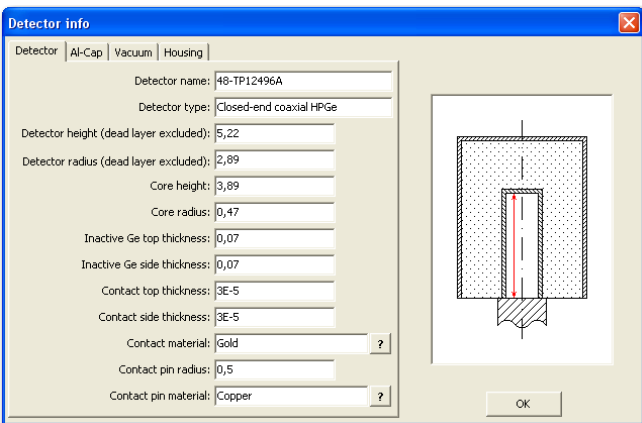 Detector info
Detector Al-Cap Vacuum Housing
Detector name: 48-TP12496A
Detector type: Closed-end coaxial HPGe
Detector height (dead layer excluded): 5,22
Detector radius (dead layer excluded): 2,89
Core height: 3,89
Core radius: 0,47
Inactive Ge top thickness: 0,07
Inactive Ge side thickness: 0,07
Contact top thickness: 3E-5
Contact side thickness: 3E-5
Contact material: Gold ?
Contact pin radius: 0,5
Contact pin material: Copper ?
OK